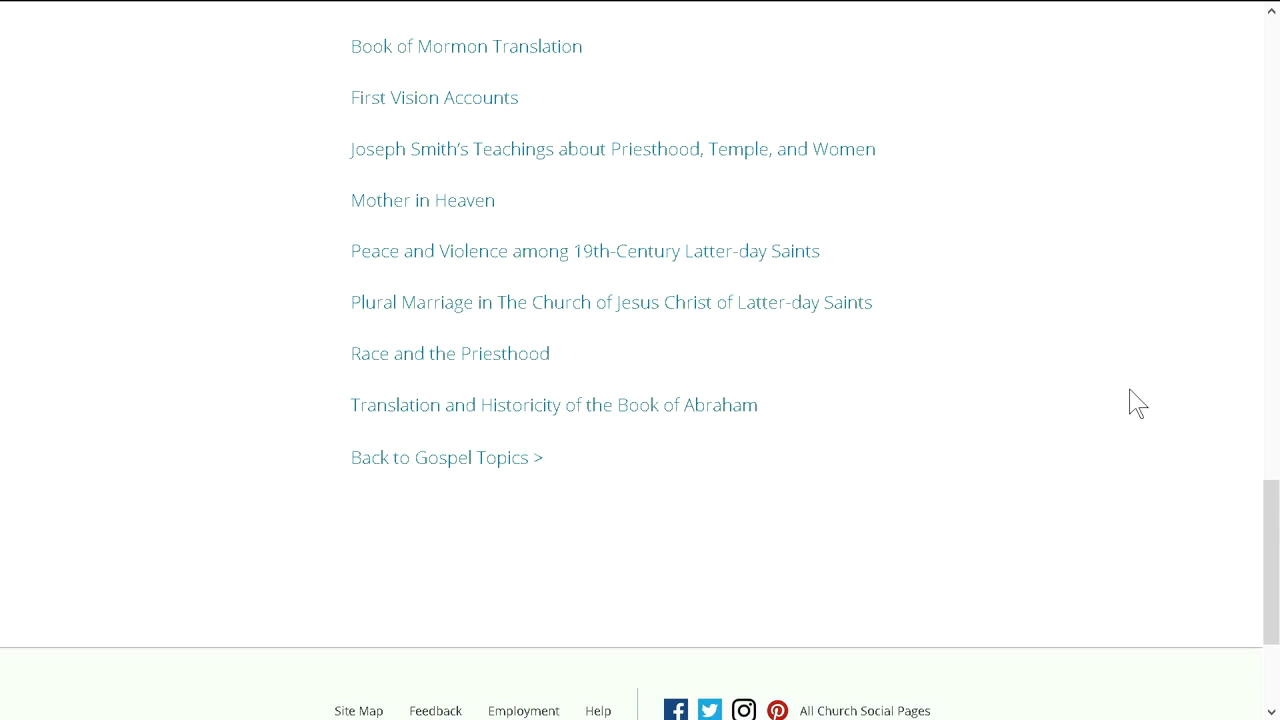 Book of Mormon Translation
First Vision Accounts
Joseph Smith's Teachings about Priesthood, Temple, and Women
Mother in Heaven
Peace and Violence among 19th-Century Latter-day Saints
Plural Marriage in The Church of Jesus Christ of Latter-day Saints
Race and the Priesthood
Translation and Historicity of the Book of Abraham
Back to Gospel Topics >
Site Map Feedback Employment Help All Church Social Pages